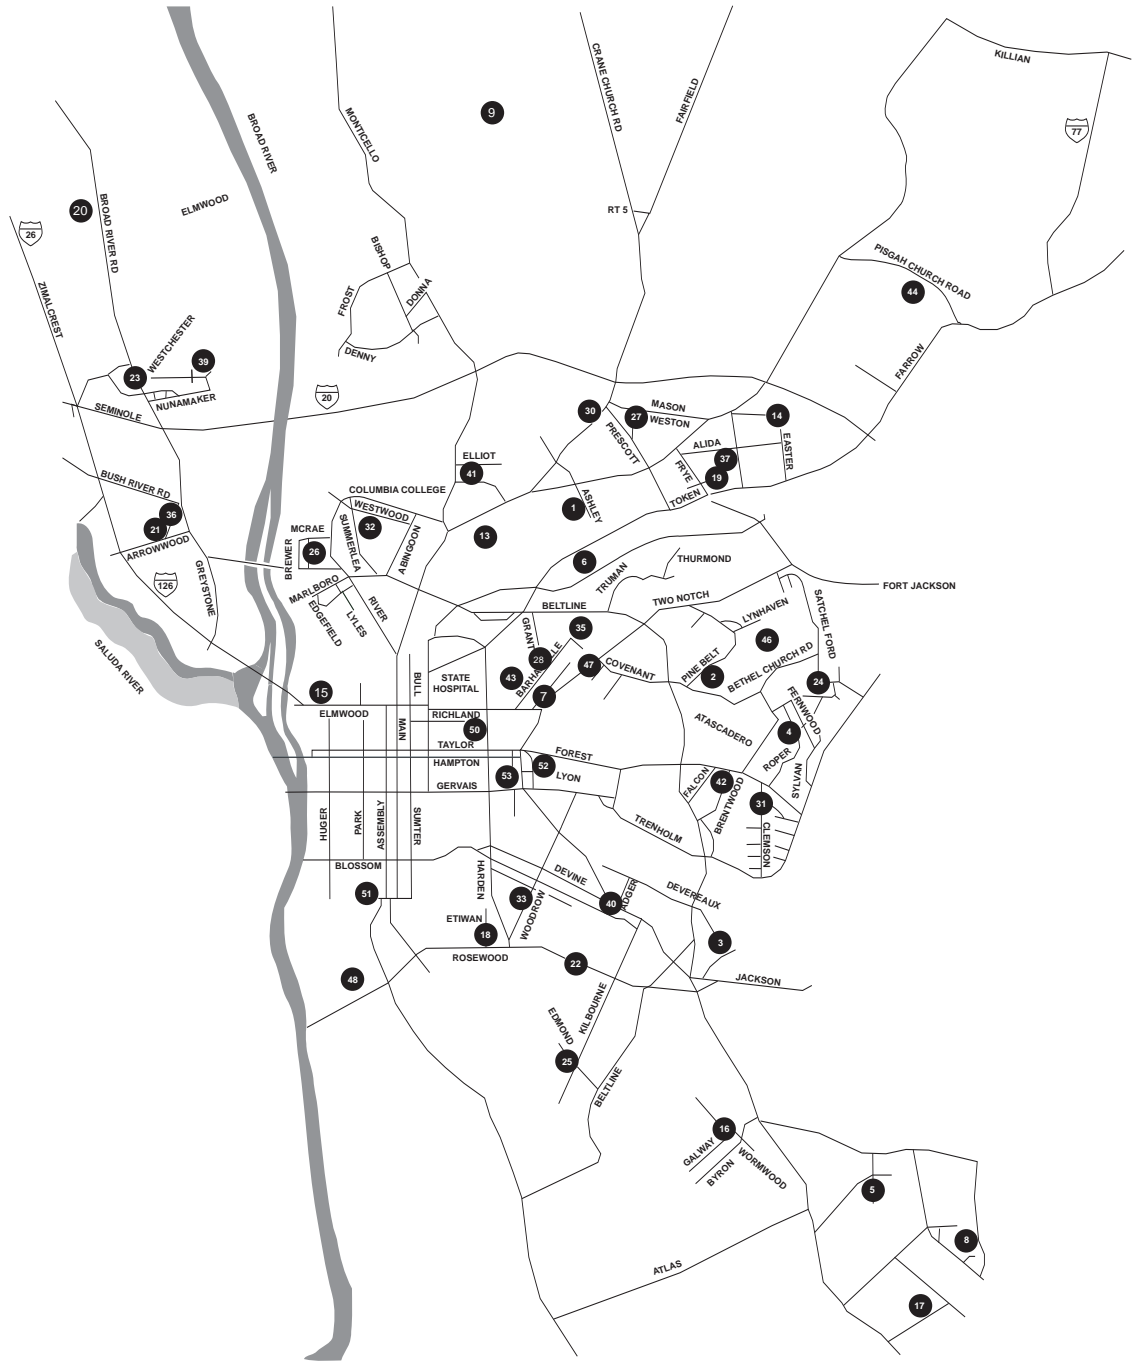 KILLIAN
CRANE CHURCH RD
FAIRFIELD
MONTICELLO
9
BROAD RIVER
77
20
BROAD RIVER RD
ELMWOOD
RT 5
26
BISHOP
PISGAH CHURCH ROAD
44
ZIMALCREST
FROST
DONNA
WESTCHESTER
39
DENNY
FARROW
23
NUNAMAKER
20
SEMINOLE
30
27
MASON
WESTON
14
PRESCOTT
ALIDA
EASTER
37
ELLIOT
41
FRYE
19
BUSH RIVER RD
COLUMBIA COLLEGE
TOKEN
36
21
WESTWOOD
1
ASHLEY
MCRAE
SUMMERLEA
32
ABINGOON
13
ARROWWOOD
BREWER
26
6
THURMOND
126
GREYSTONE
MARLBORO
TRUMAN
FORT JACKSON
EDGEFIELD
LYLES
RIVER
BELTLINE
TWO NOTCH
LYNHAVEN
SATCHEL FORD
GRANT
35
46
SALUDA RIVER
28
BARHAMVILLE
47
COVENANT
PINE BELT
BETHEL CHURCH RD
BULL
STATE
HOSPITAL
43
2
24
15
7
FERNWOOD
ELMWOOD
RICHLAND
MAIN
50
ATASCADERO
4
TAYLOR
FOREST
ROPER
HAMPTON
52
53
LYON
GERVAIS
FALCON
42
SYLVAN
BRENTWOOD
31
HUGER
PARK
ASSEMBLY
SUMTER
TRENHOLM
CLEMSON
BLOSSOM
HARDEN
DEVINE
DEVEREAUX
51
33
WOODROW
40
ADGER
ETIWAN
18
3
ROSEWOOD
22
48
JACKSON
KILBOURNE
EDMOND
25
BELTLINE
16
GALWAY
BYRON
WORMWOOD
5
8
ATLAS
17